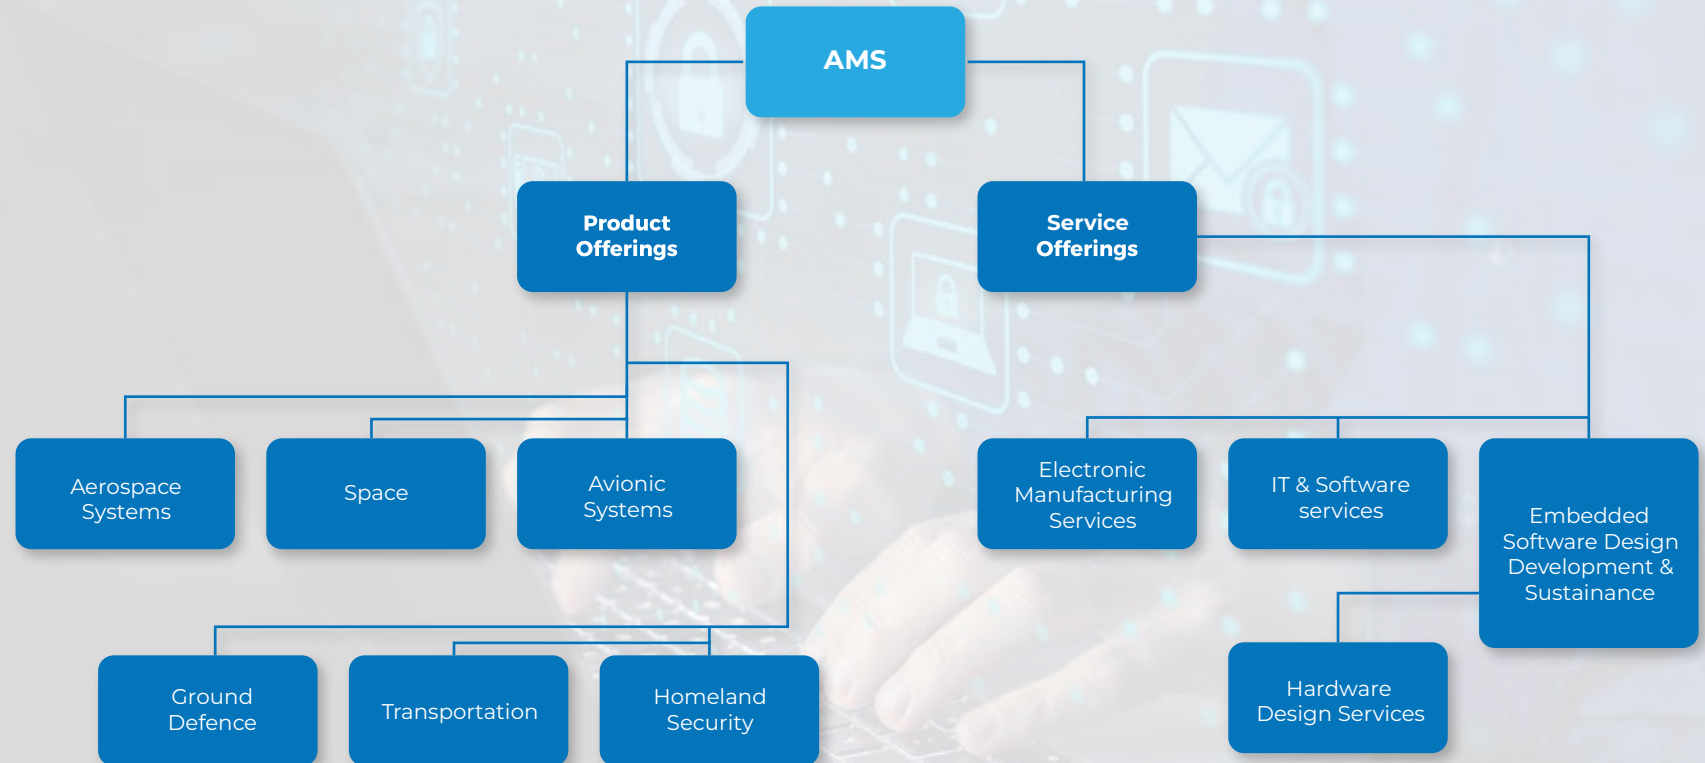 AMS
Product
Offerings
Service
Offerings
Aerospace
Systems
Space
Avionic
Systems
Electronic
Manufacturing
Services
IT & Software
services
Embedded
Software Design
Development &
Sustainance
Ground
Defence
Transportation
Homeland
Security
Hardware
Design Services